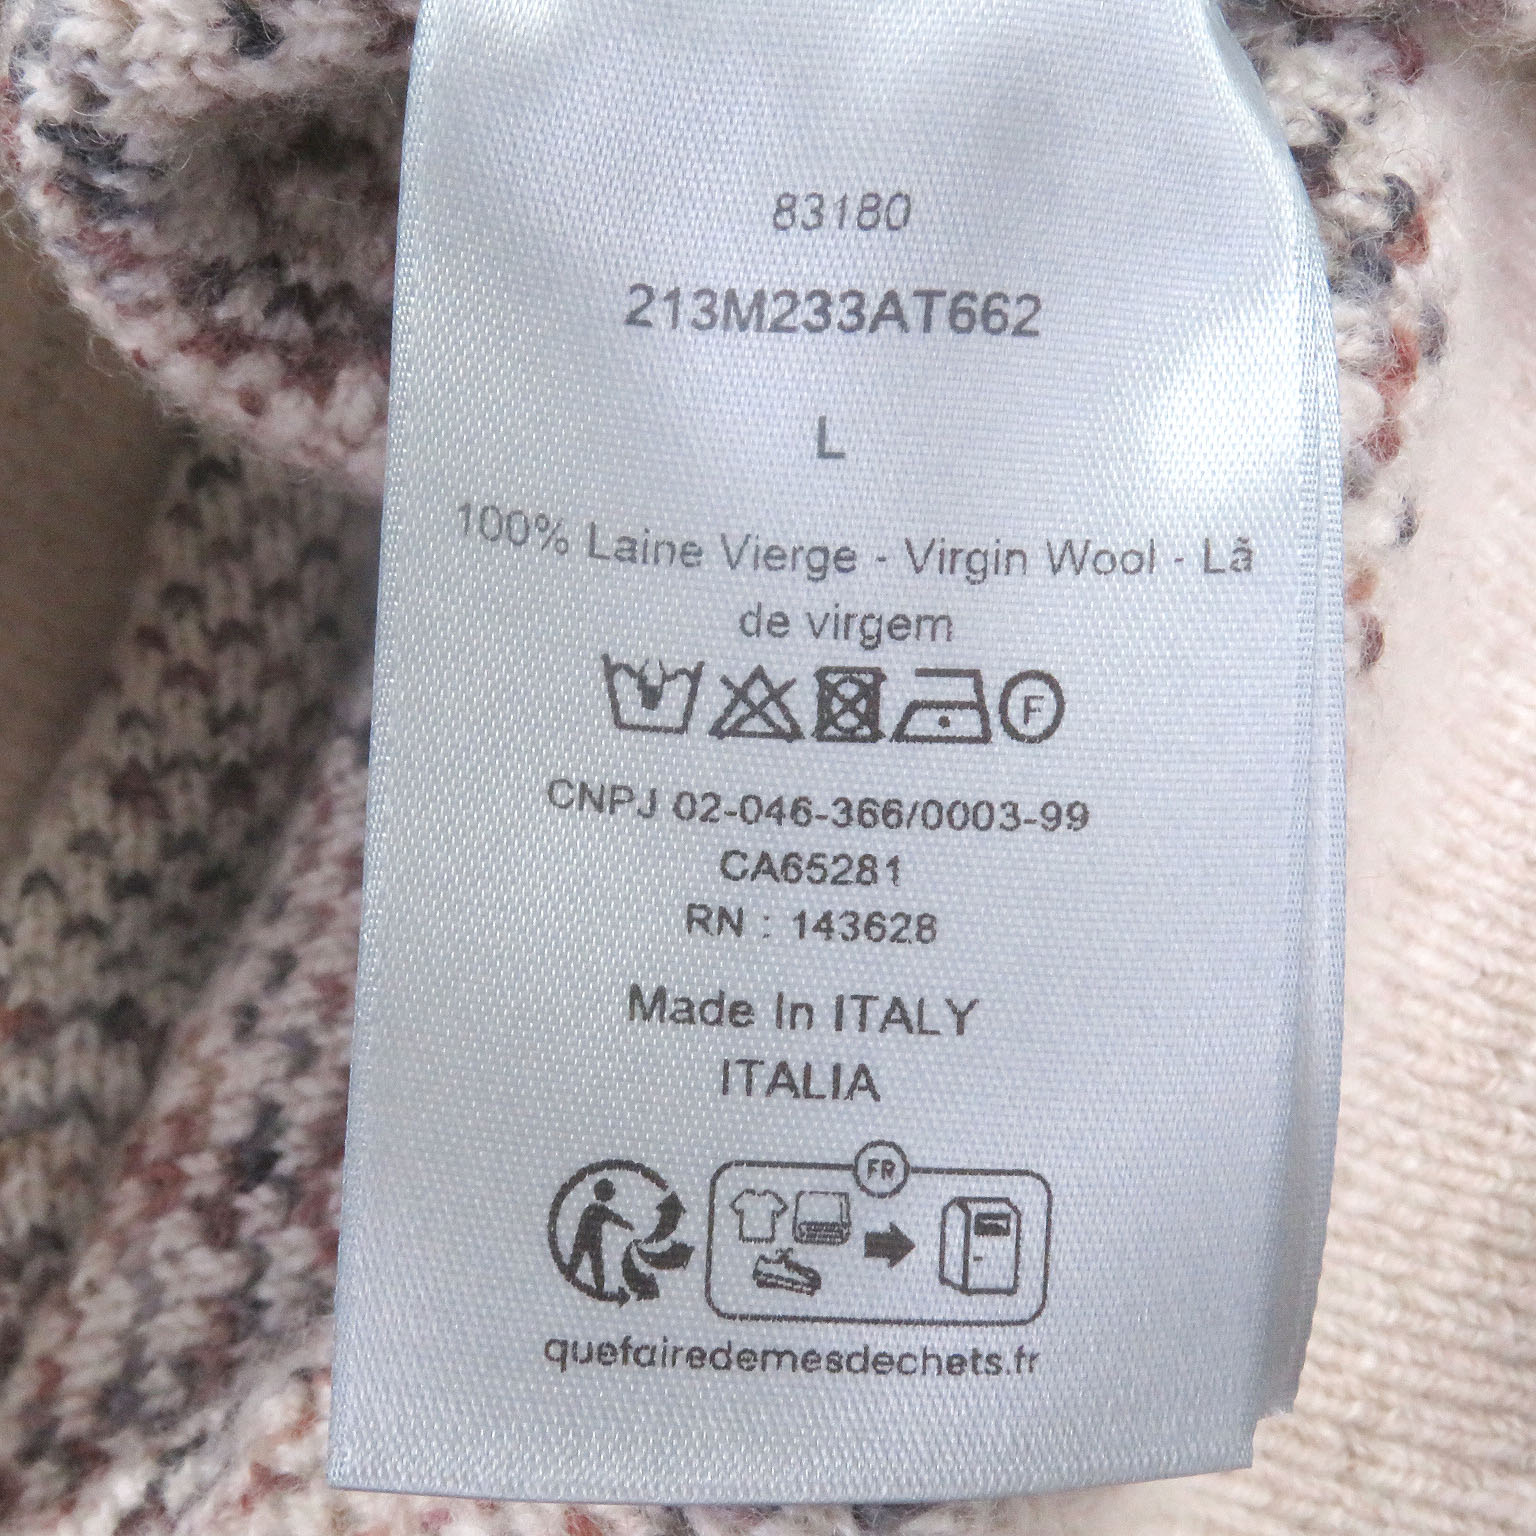 83180
213M233AT662
L
100% Laine Vierge - Virgin Wool - Lã
de virgem
F
CNPJ 02-046-366/0003-99
CA65281
RN : 143628
Made In ITALY
ITALIA
FR
quefairedemesdechets.fr